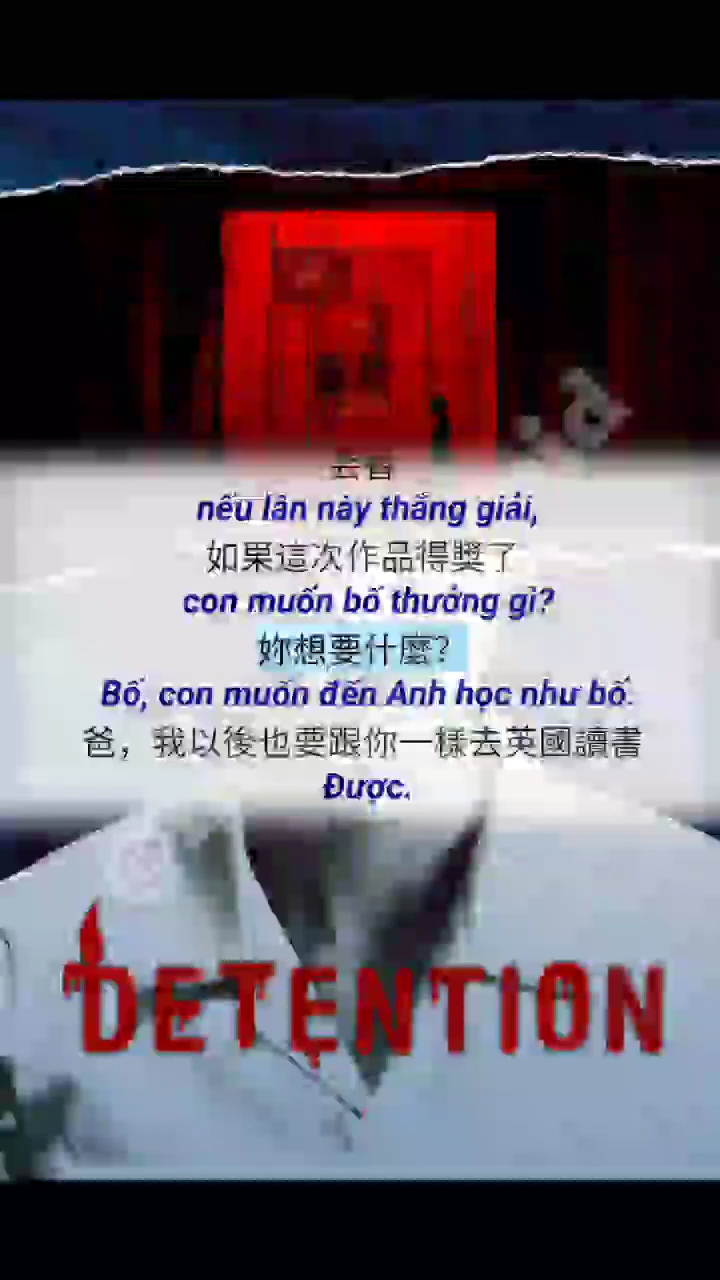 nếu lần này thắng giải,
如果這次作品得獎了
con muốn bố thưởng gì?
妳想要什麼?
Bố, con muốn đến Anh học như bố.
爸，我以後也要跟你一樣去英國讀書
Được.
DETENTION